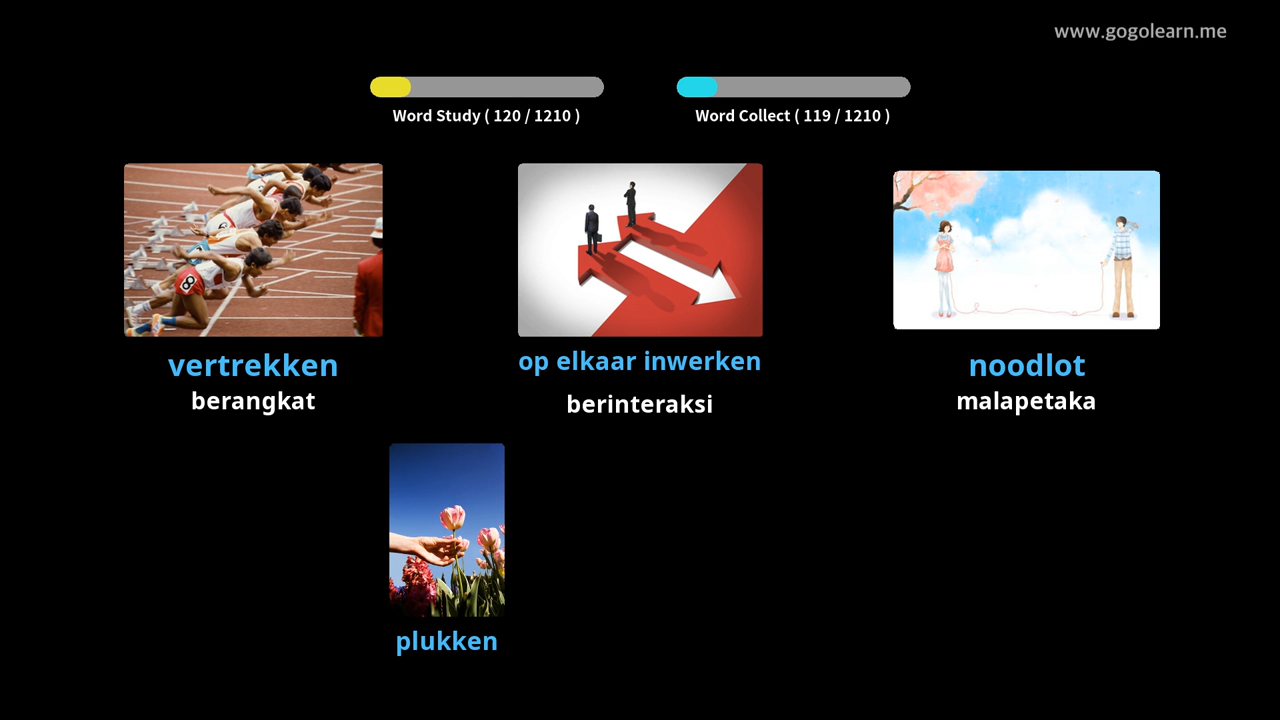 www.gogolearn.me
Word Study ( 120 / 1210 )
Word Collect ( 119 / 1210 )
8
vertrekken
berangkat
op elkaar inwerken
berinteraksi
noodlot
malapetaka
plukken